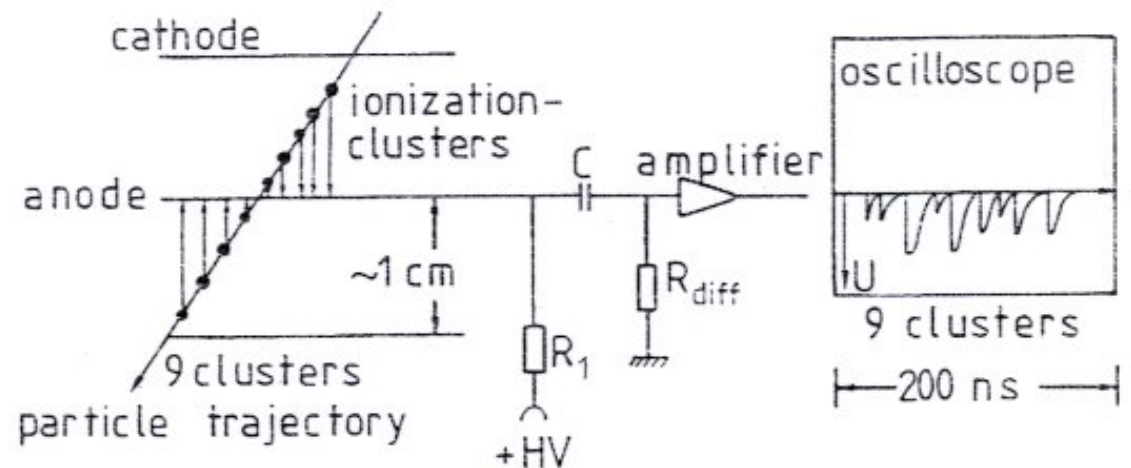 cathode
ionization-
clusters
anode
~1 cm
9 clusters
particle trajectory
C
amplifier
R1
+HV
Rdiff
oscilloscope
U
9 clusters
200 ns